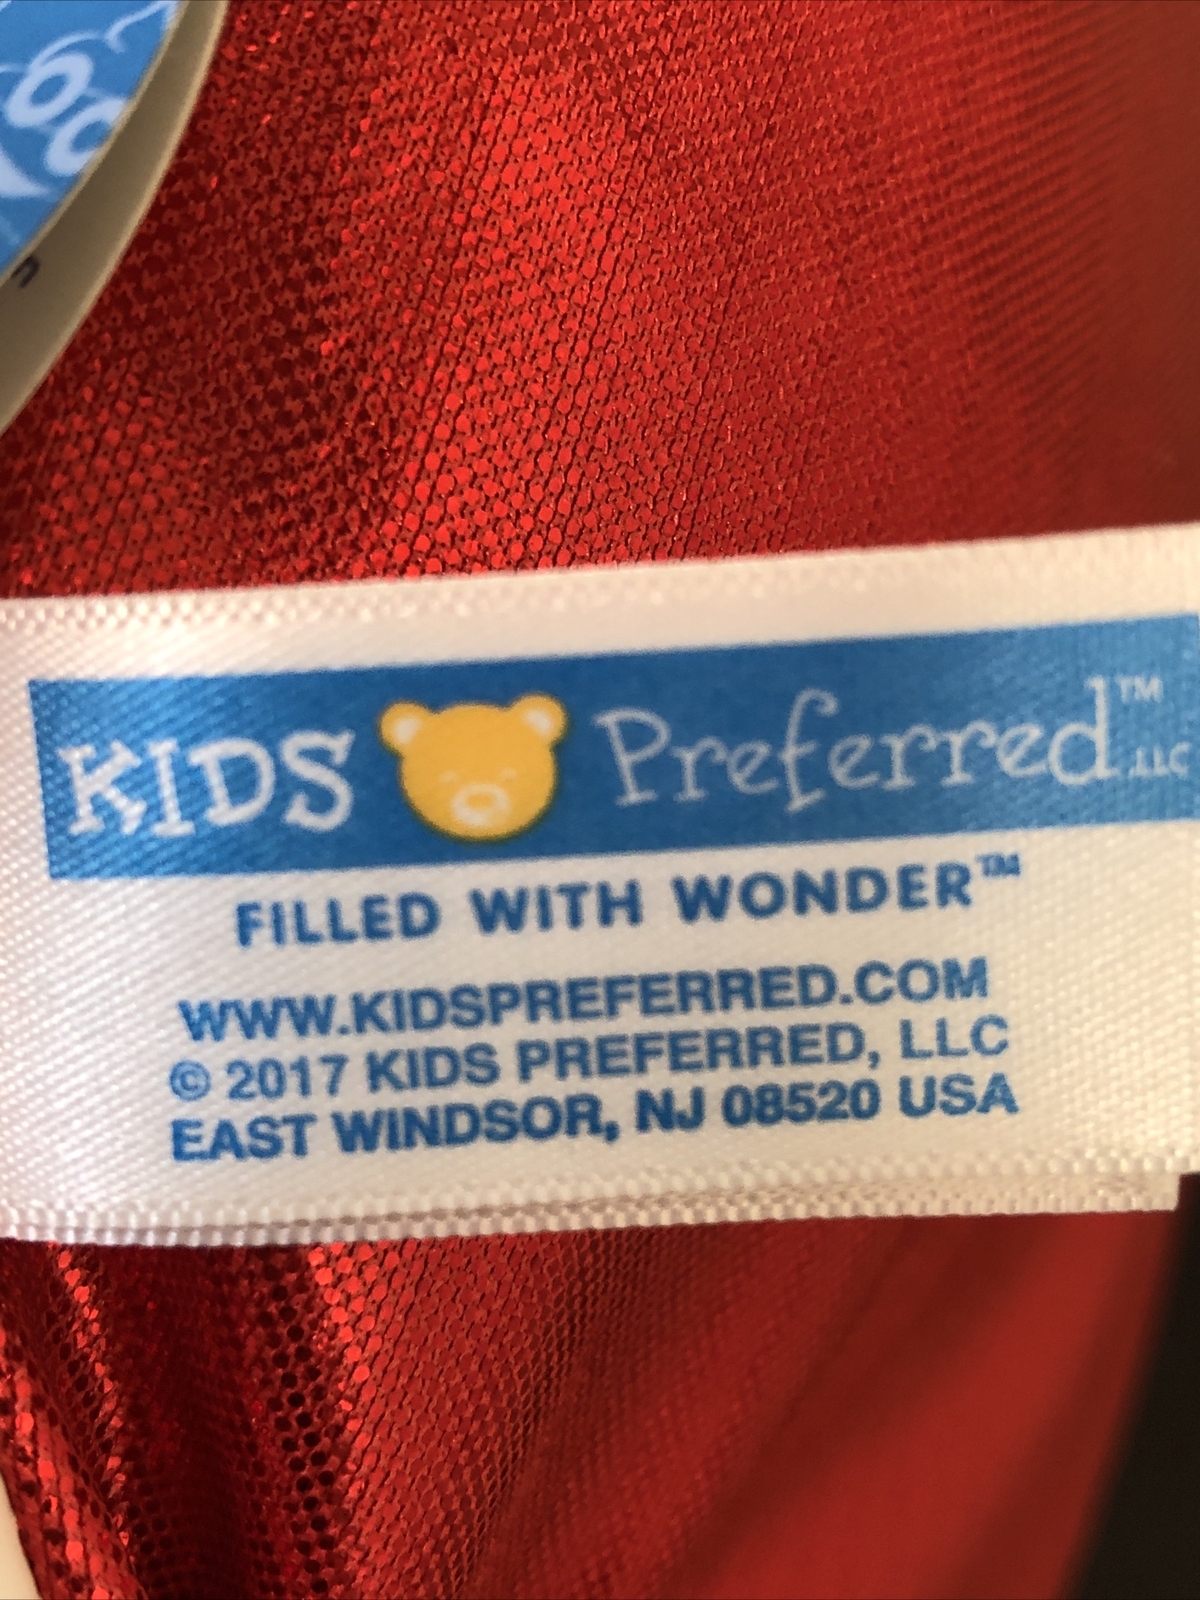 KIDS Preferred™ LLC
FILLED WITH WONDER™
WWW.KIDSPREFERRED.COM
© 2017 KIDS PREFERRED, LLC
EAST WINDSOR, NJ 08520 USA